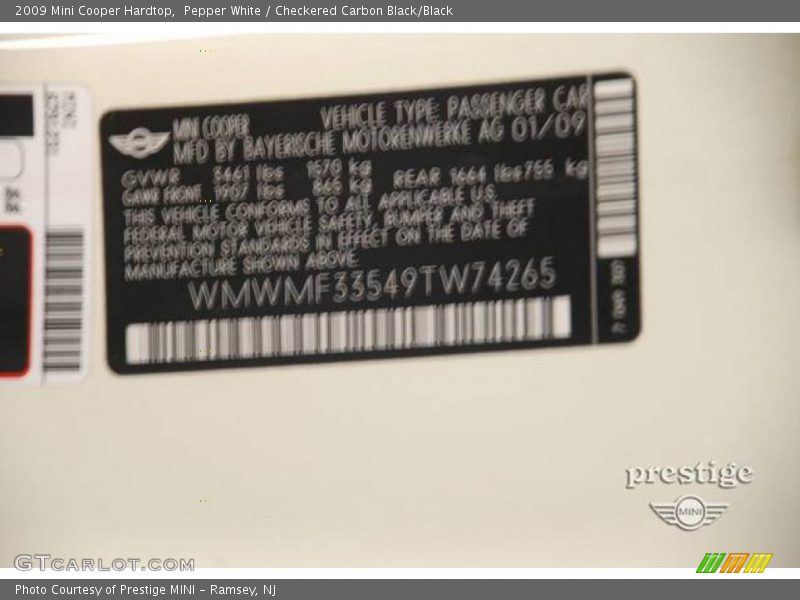 2009 Mini Cooper Hardtop, Pepper White / Checkered Carbon Black/Black
MINI COOPER
VEHICLE TYPE: PASSENGER CAR
MFD BY BAYERISCHE MOTORENWERKE AG 01/09
GVWR 3461 lbs 1570 kg
GAWR FRONT 1907 lbs 865 kg REAR 1664 lbs 755 kg
THIS VEHICLE CONFORMS TO ALL APPLICABLE U.S.
FEDERAL MOTOR VEHICLE SAFETY, BUMPER AND THEFT
PREVENTION STANDARDS IN EFFECT ON THE DATE OF
MANUFACTURE SHOWN ABOVE.
WMWMF33549TW74265
prestige
MINI
GTCARLOT.COM
Photo Courtesy of Prestige MINI - Ramsey, NJ